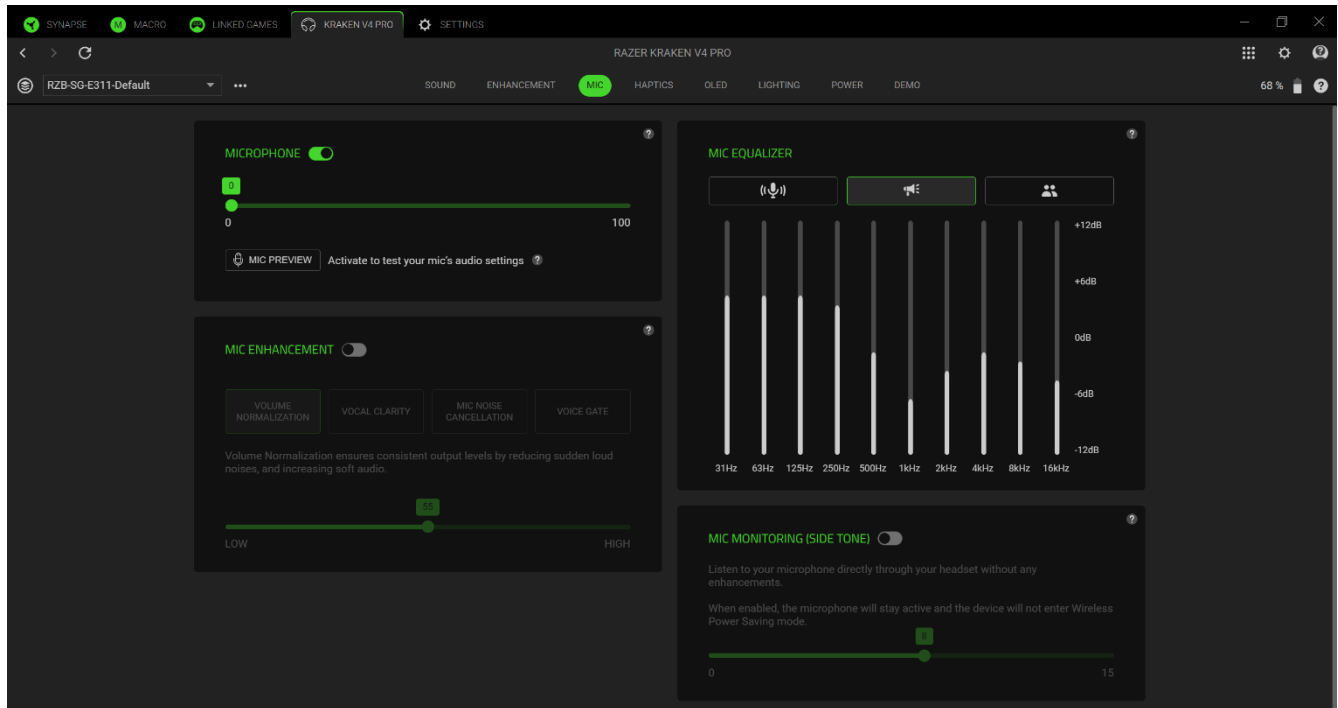 SYNAPSE
M MACRO
LINKED GAMES
KRAKEN V4 PRO
SETTINGS
RAZER KRAKEN V4 PRO
RZB-SG-E311-Default
SOUND ENHANCEMENT MIC HAPTICS OLED LIGHTING POWER DEMO
68 % ?
?
MICROPHONE
0
0 100
MIC PREVIEW Activate to test your mic's audio settings ?
?
MIC ENHANCEMENT
VOLUME
NORMALIZATION
VOCAL CLARITY
MIC NOISE
CANCELLATION
VOICE GATE
Volume Normalization ensures consistent output levels by reducing sudden loud
noises, and increasing soft audio.
55
LOW HIGH
?
MIC EQUALIZER
+12dB
+6dB
0dB
-6dB
-12dB
31Hz 63Hz 125Hz 250Hz 500Hz 1kHz 2kHz 4kHz 8kHz 16kHz
?
MIC MONITORING (SIDE TONE)
Listen to your microphone directly through your headset without any
enhancements.
When enabled, the microphone will stay active and the device will not enter Wireless
Power Saving mode.
8
0 15